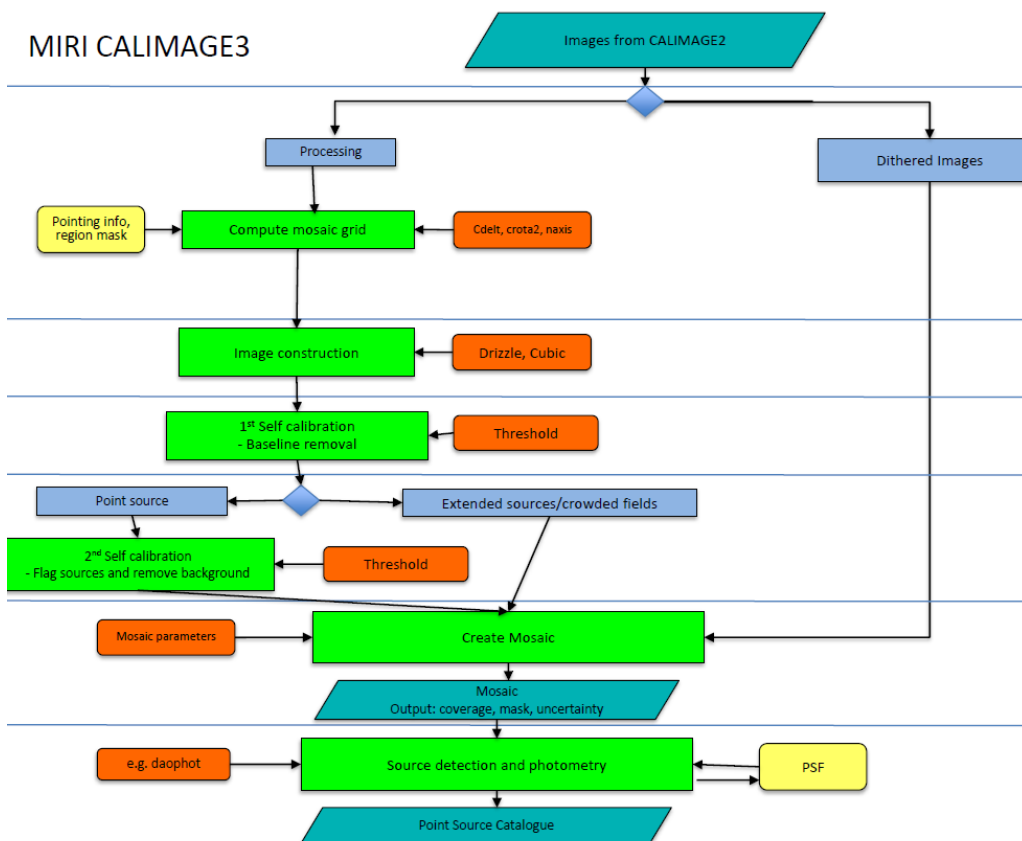 MIRI CALIMAGE3
Images from CALIMAGE2
Processing
Dithered Images
Pointing info,
region mask
Compute mosaic grid
Cdelt, crota2, naxis
Image construction
Drizzle, Cubic
1st Self calibration
- Baseline removal
Threshold
Point source
Extended sources/crowded fields
2nd Self calibration
- Flag sources and remove background
Threshold
Mosaic parameters
Create Mosaic
Mosaic
Output: coverage, mask, uncertainty
e.g. daophot
Source detection and photometry
PSF
Point Source Catalogue